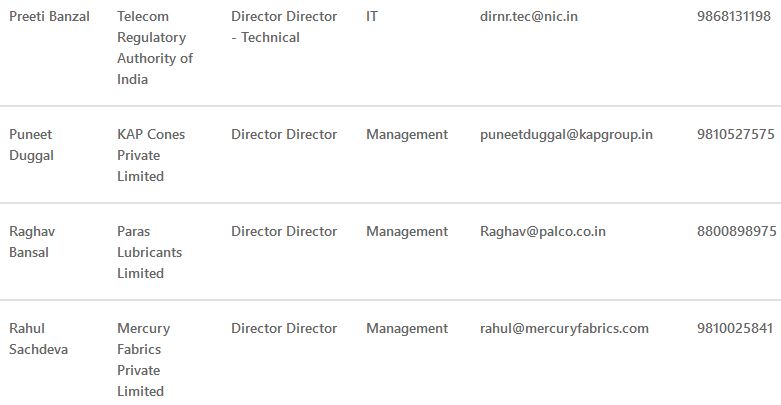 Preeti Banzal Telecom Director Director IT dirnr.tec@nic.in 9868131198
Regulatory - Technical
Authority of
India
Puneet KAP Cones Director Director Management puneetduggal@kapgroup.in 9810527575
Duggal Private
Limited
Raghav Paras Director Director Management Raghav@palco.co.in 8800898975
Bansal Lubricants
Limited
Rahul Mercury Director Director Management rahul@mercuryfabrics.com 9810025841
Sachdeva Fabrics
Private
Limited